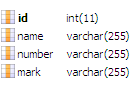 id int(11)
name varchar(255)
number varchar(255)
mark varchar(255)